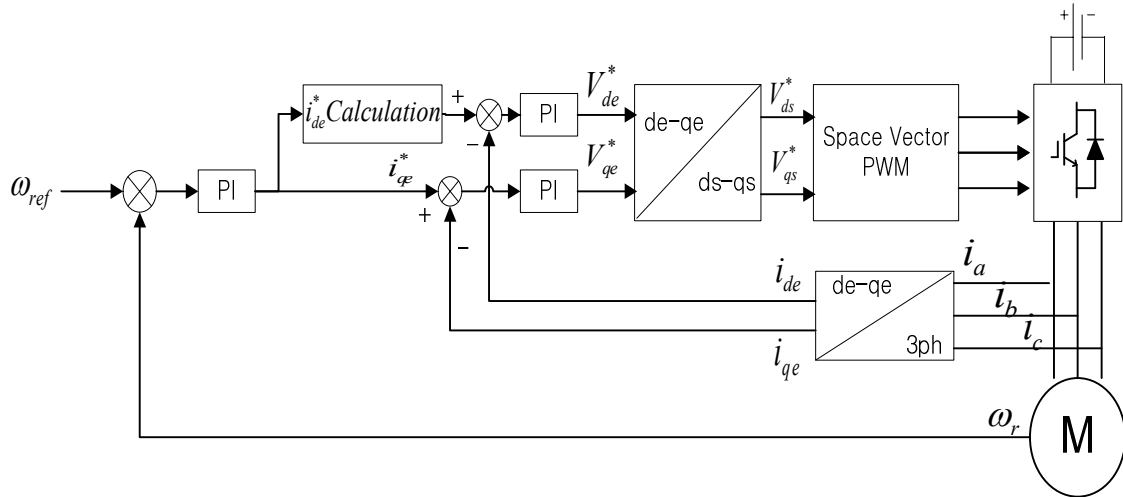 + −
i*de Calculation
+
−
PI
V*de
de-qe
ds-qs
V*ds
Space Vector
PWM
ωref
PI
i*qe
+
−
PI
V*qe
V*qs
ide
iqe
de-qe
3ph
ia
ib
ic
ωr
M